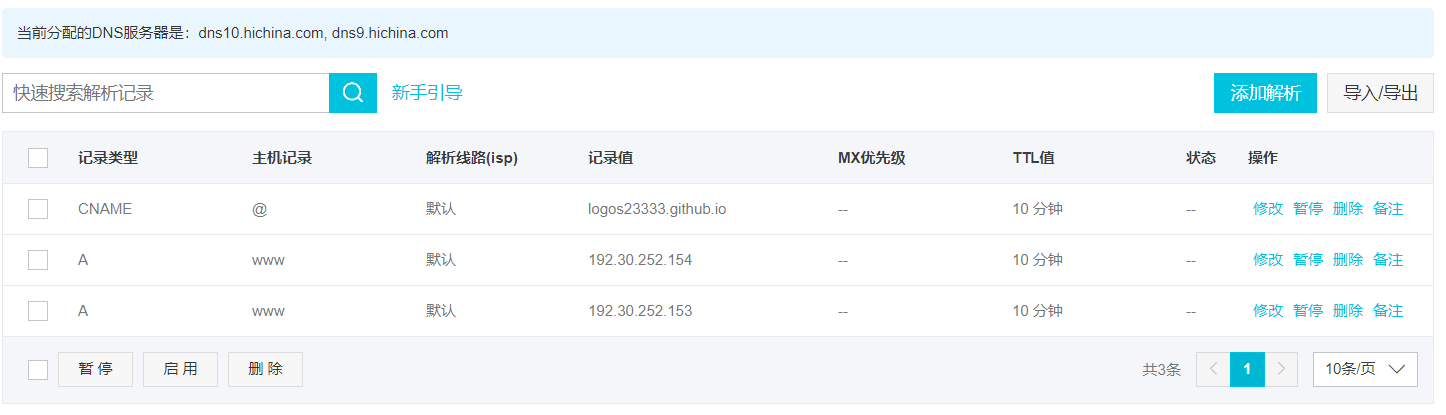 当前分配的DNS服务器是：dns10.hichina.com, dns9.hichina.com
快速搜索解析记录 新手引导 添加解析 导入/导出
记录类型 主机记录 解析线路(isp) 记录值 MX优先级 TTL值 状态 操作
CNAME @ 默认 logos23333.github.io -- 10 分钟 -- 修改 暂停 删除 备注
A www 默认 192.30.252.154 -- 10 分钟 -- 修改 暂停 删除 备注
A www 默认 192.30.252.153 -- 10 分钟 -- 修改 暂停 删除 备注
暂 停 启 用 删 除 共3条 1 10条/页